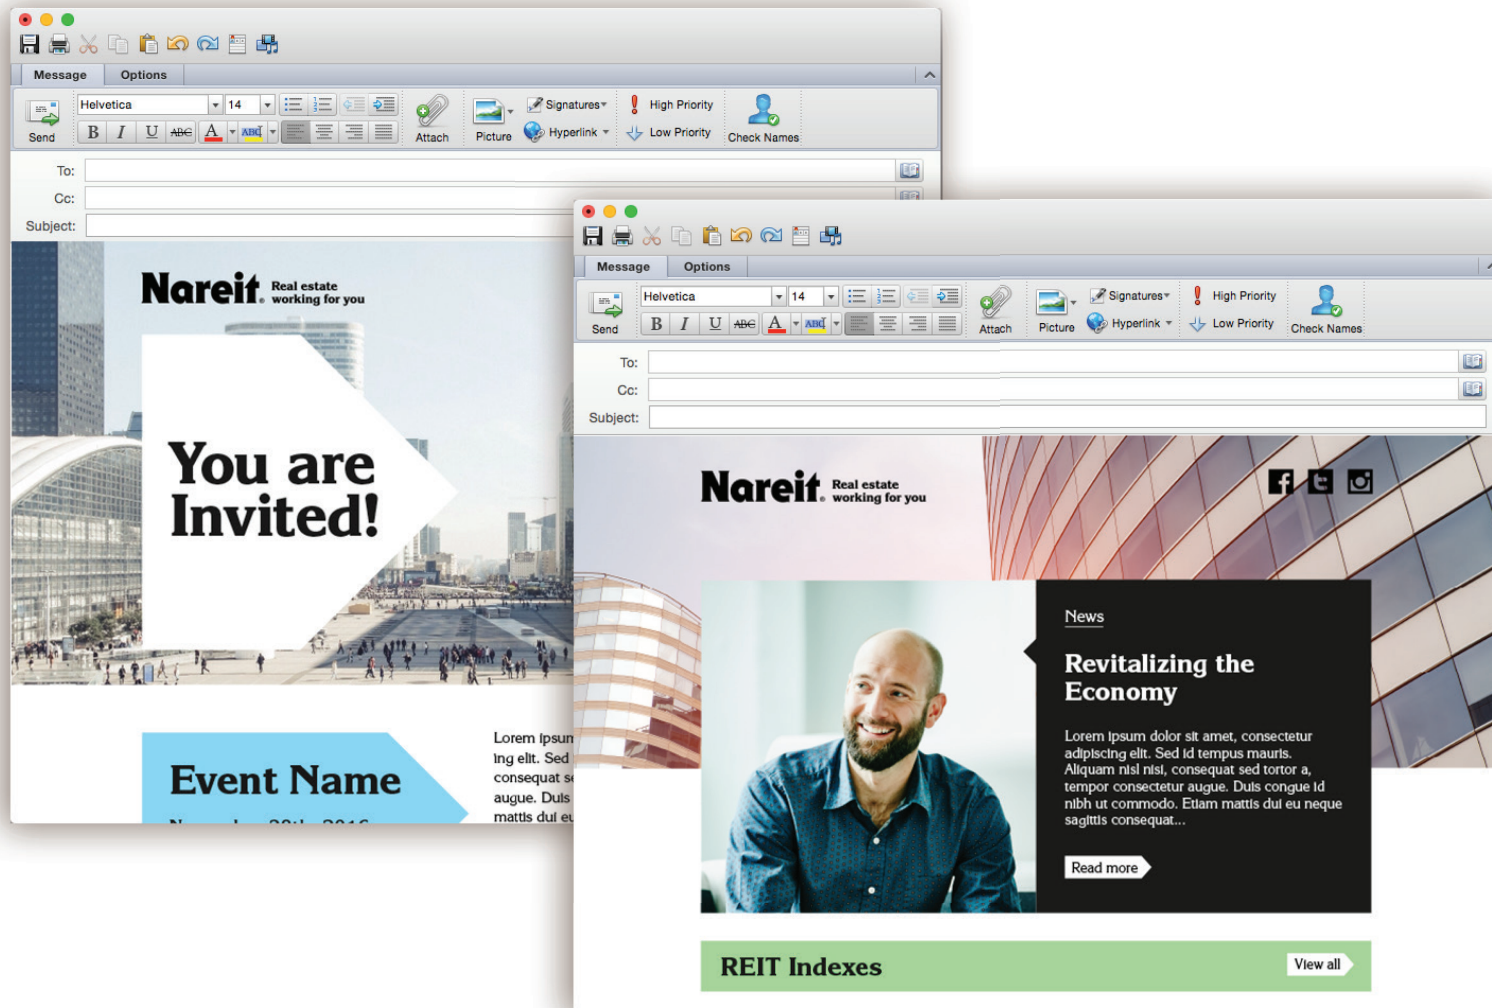 Message Options
Helvetica 14
Send
B I U ABC A ABC
Attach
Picture
Signatures
Hyperlink
High Priority
Low Priority
Check Names
To:
Cc:
Subject:
Nareit. Real estate
working for you
You are
Invited!
Event Name
Lorem ipsum
ing elit. Sed
consequat se
augue. Duis
mattis dui eu
Message Options
Helvetica 14
Send
B I U ABC A ABC
Attach
Picture
Signatures
Hyperlink
High Priority
Low Priority
Check Names
To:
Cc:
Subject:
Nareit. Real estate
working for you
News
Revitalizing the
Economy
Lorem ipsum dolor sit amet, consectetur
adipiscing elit. Sed id tempus mauris.
Aliquam nisl nisi, consequat sed tortor a,
tempor consectetur augue. Duis congue id
nibh ut commodo. Etiam mattis dui eu neque
sagittis consequat...
Read more
REIT Indexes
View all